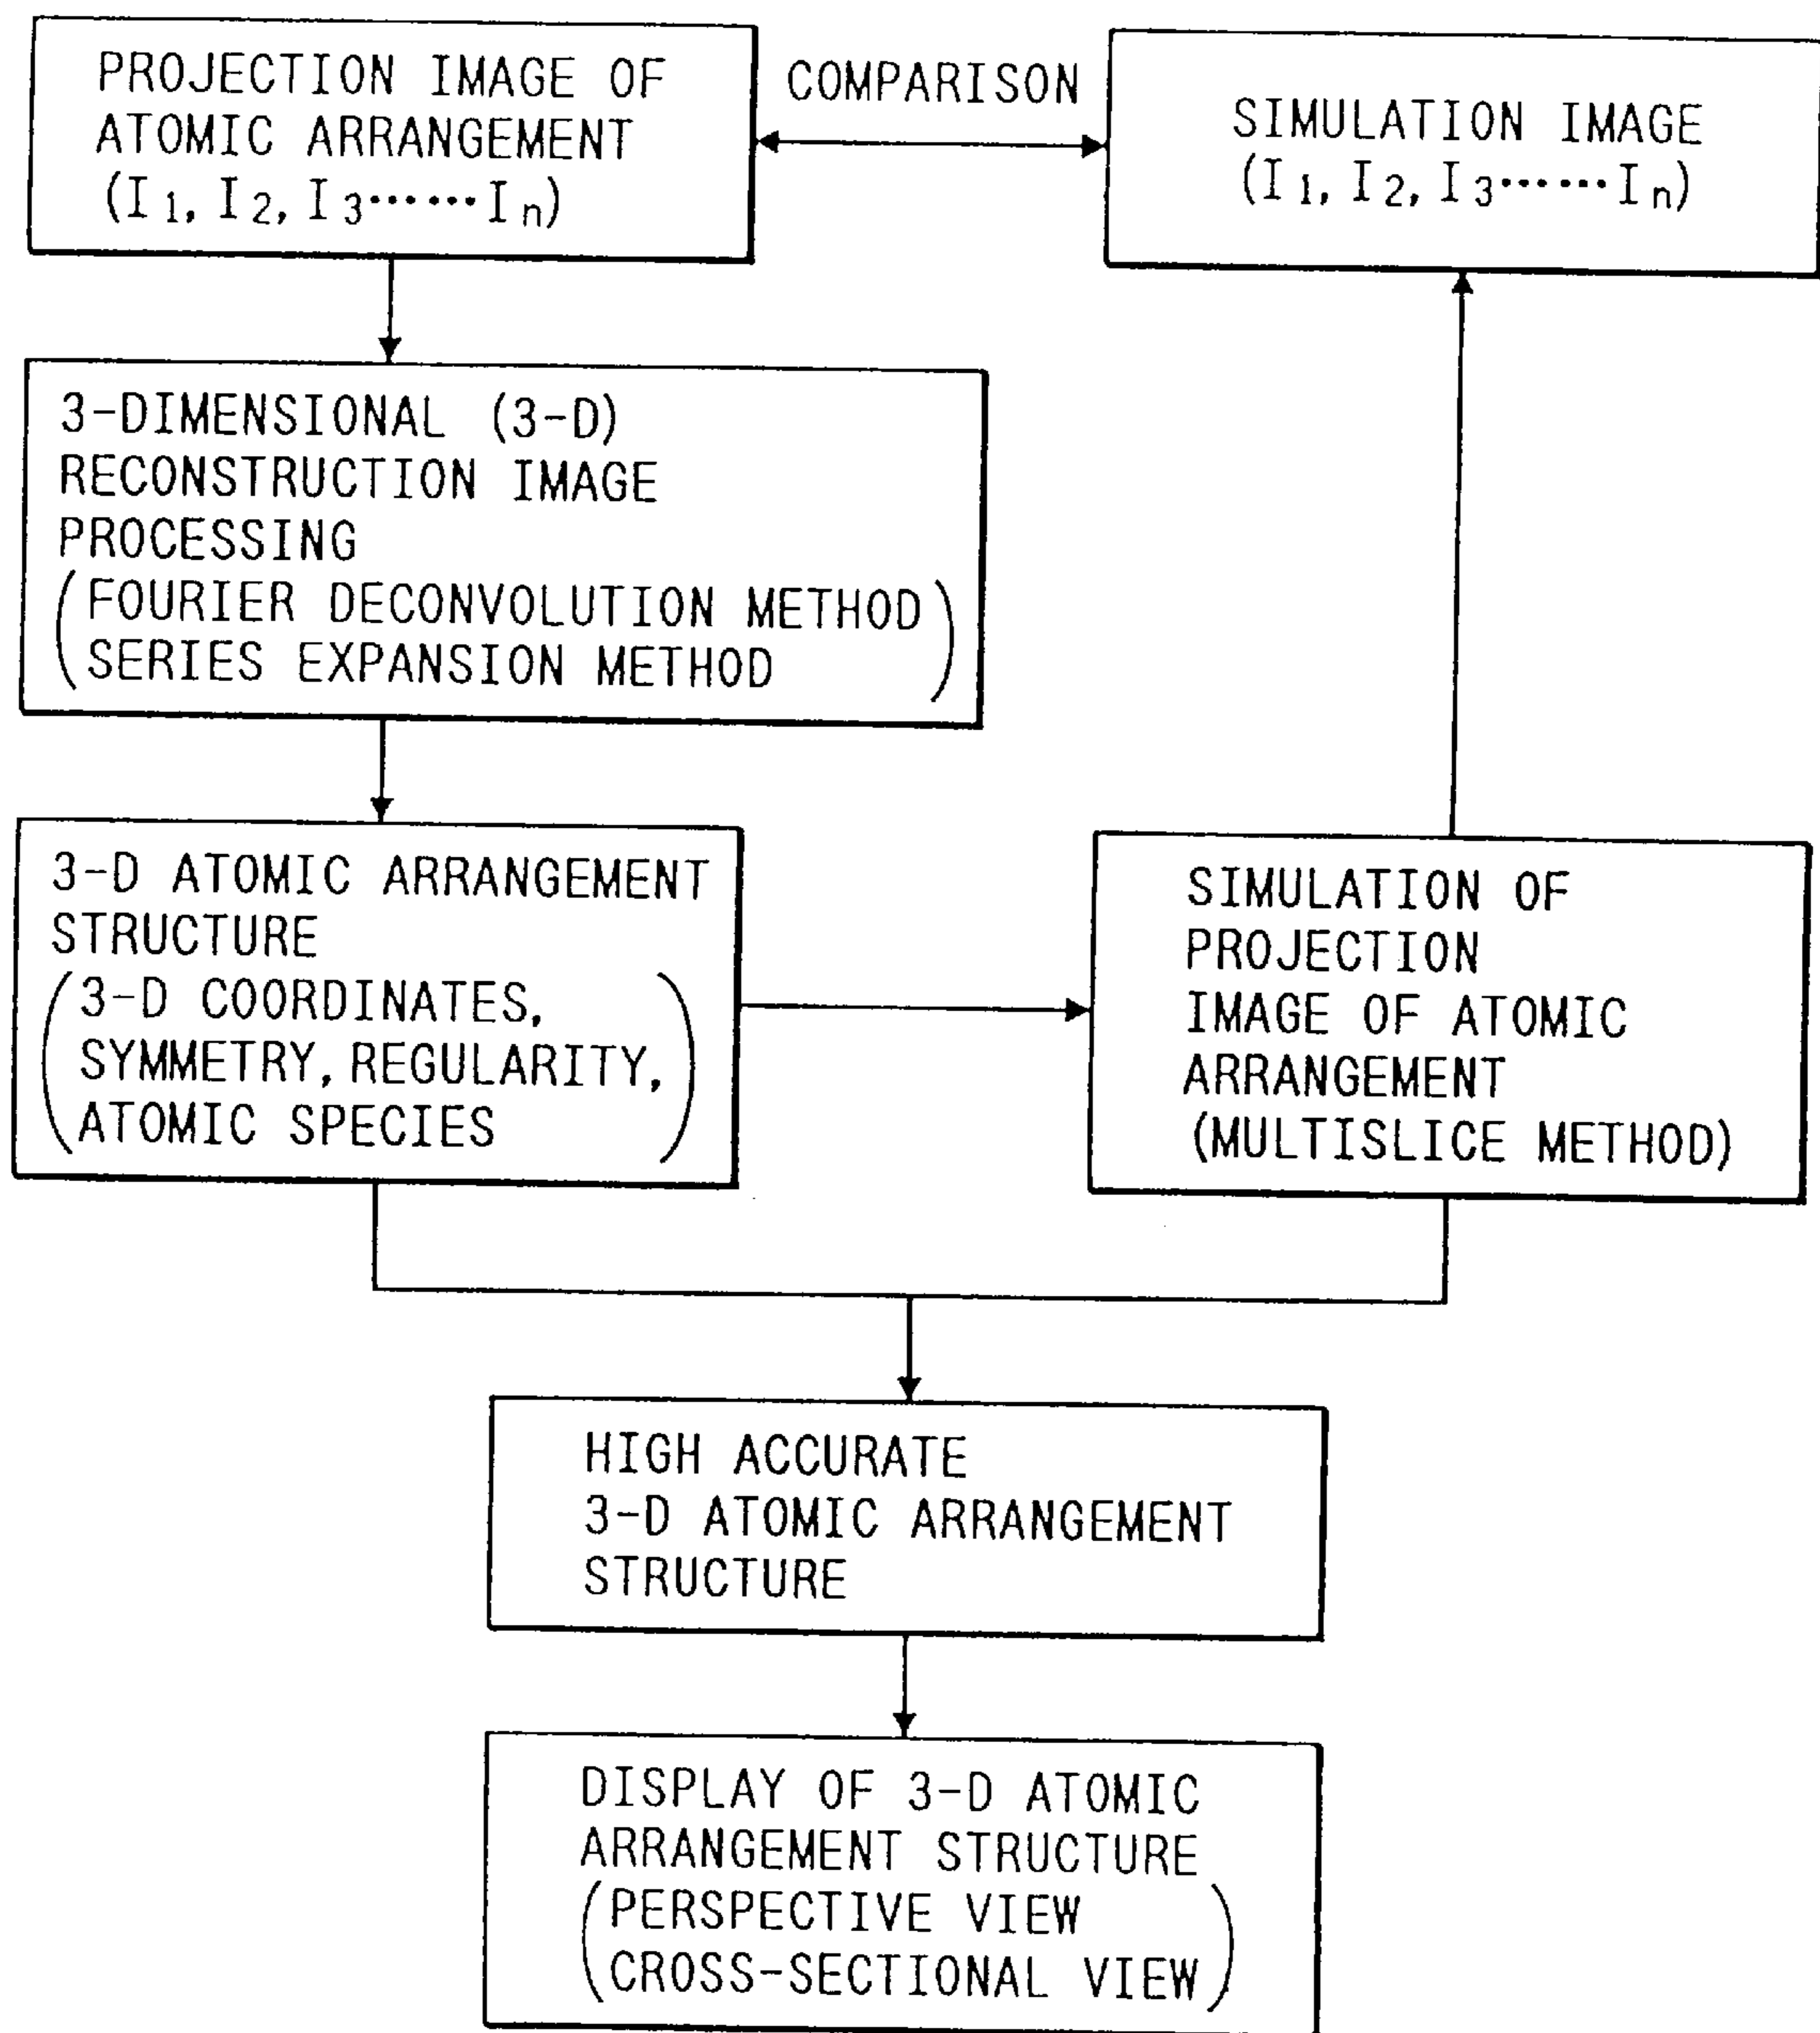 PROJECTION IMAGE OF
ATOMIC ARRANGEMENT
(I1, I2, I3……In)
COMPARISON
SIMULATION IMAGE
(I1, I2, I3……In)
3-DIMENSIONAL (3-D)
RECONSTRUCTION IMAGE
PROCESSING
(FOURIER DECONVOLUTION METHOD
SERIES EXPANSION METHOD)
3-D ATOMIC ARRANGEMENT
STRUCTURE
(3-D COORDINATES,
SYMMETRY, REGULARITY,
ATOMIC SPECIES)
SIMULATION OF
PROJECTION
IMAGE OF ATOMIC
ARRANGEMENT
(MULTISLICE METHOD)
HIGH ACCURATE
3-D ATOMIC ARRANGEMENT
STRUCTURE
DISPLAY OF 3-D ATOMIC
ARRANGEMENT STRUCTURE
(PERSPECTIVE VIEW
CROSS-SECTIONAL VIEW)